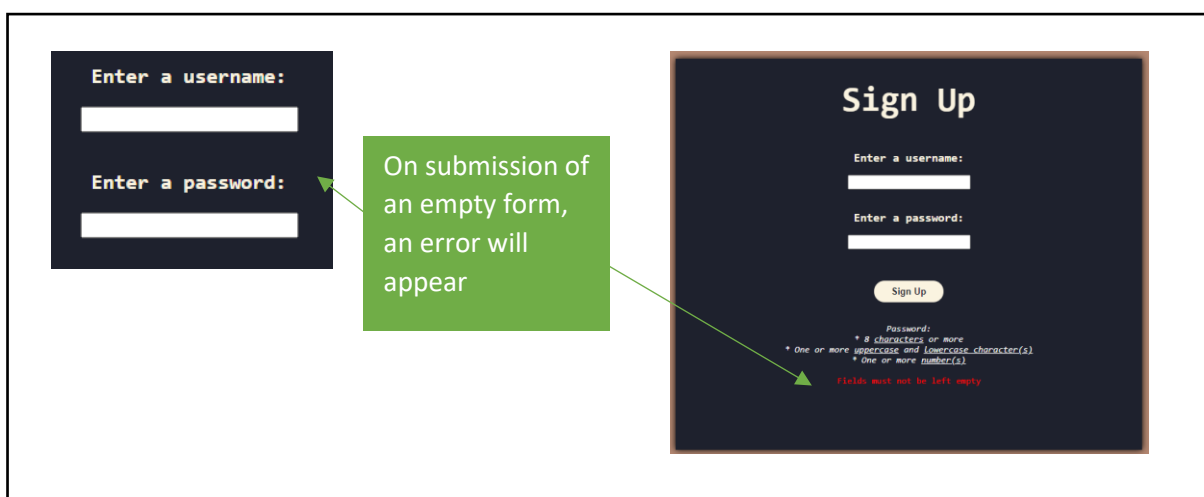 Enter a username:
Enter a password:
On submission of
an empty form,
an error will
appear
Sign Up
Enter a username:
Enter a password:
Sign Up
Password:
* 8 characters or more
* One or more uppercase and lowercase character(s)
* One or more number(s)
Fields must not be left empty